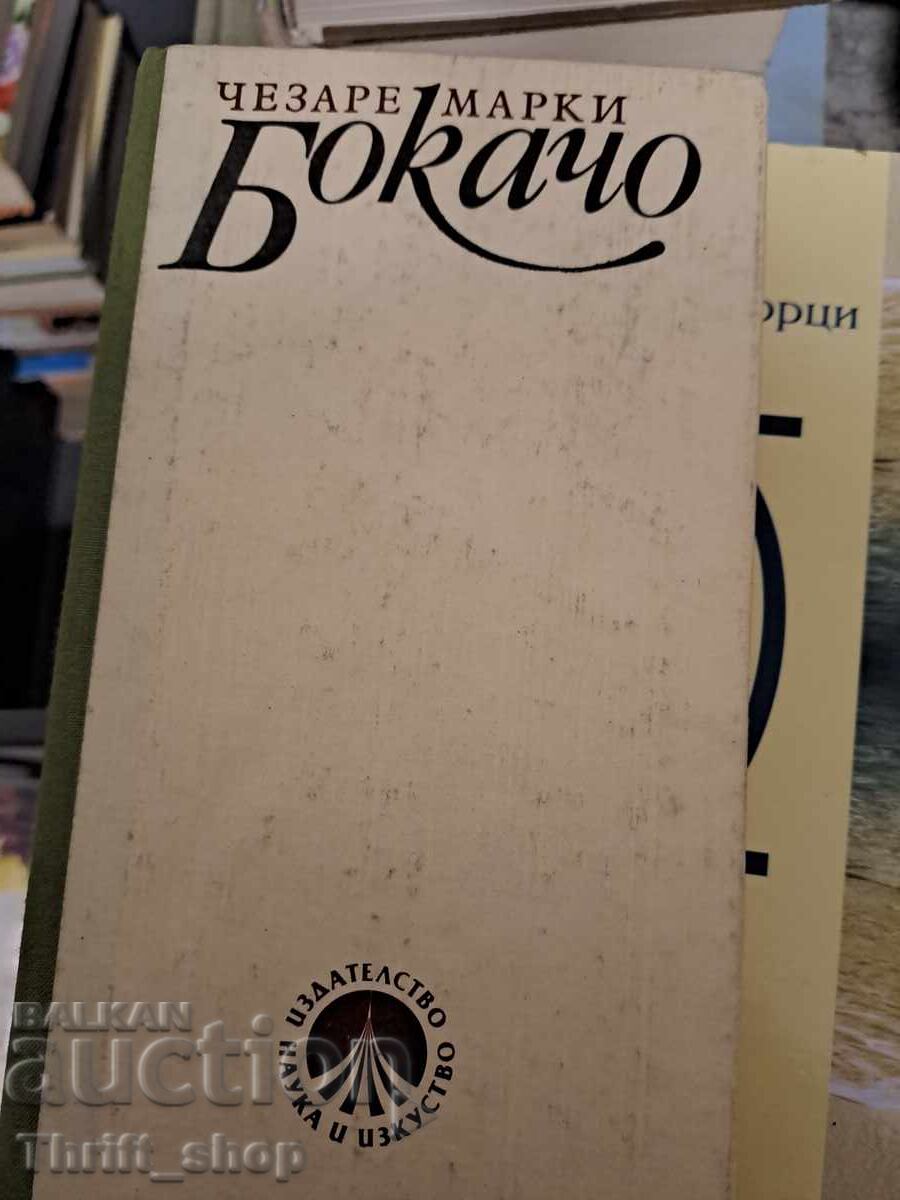 ЧЕЗАРЕ МАРКИ
Бокачо
орци
ИЗДАТЕЛСТВО
НАУКА И ИЗКУСТВО
BALKAN
auction
Thrift_shop